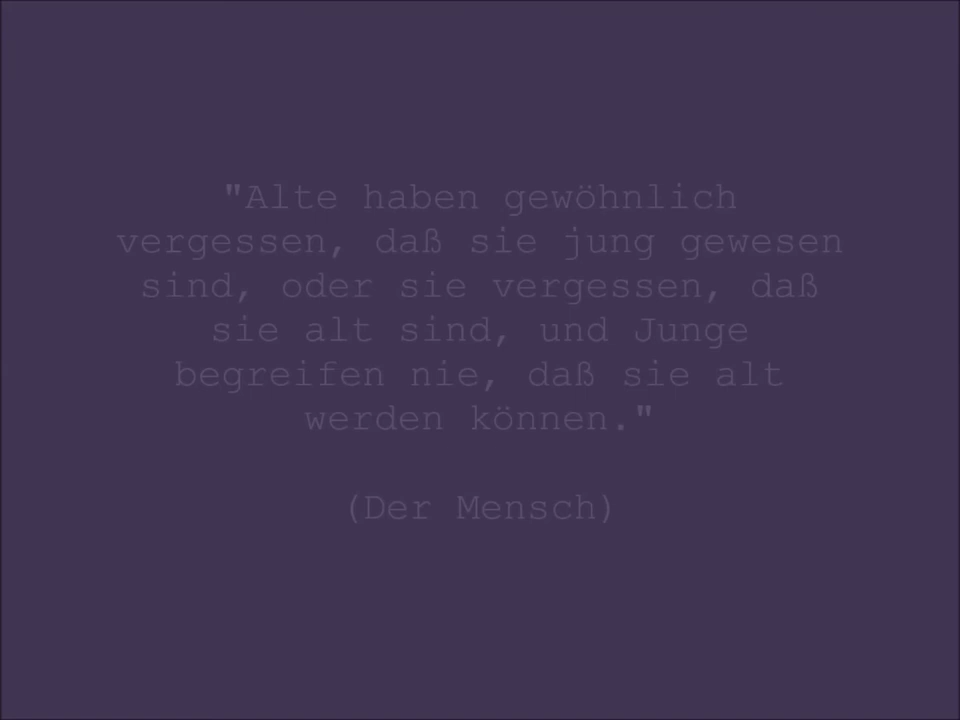 "Alte haben gewöhnlich
vergessen, daß sie jung gewesen
sind, oder sie vergessen, daß
sie alt sind, und Junge
begreifen nie, daß sie alt
werden können."
(Der Mensch)